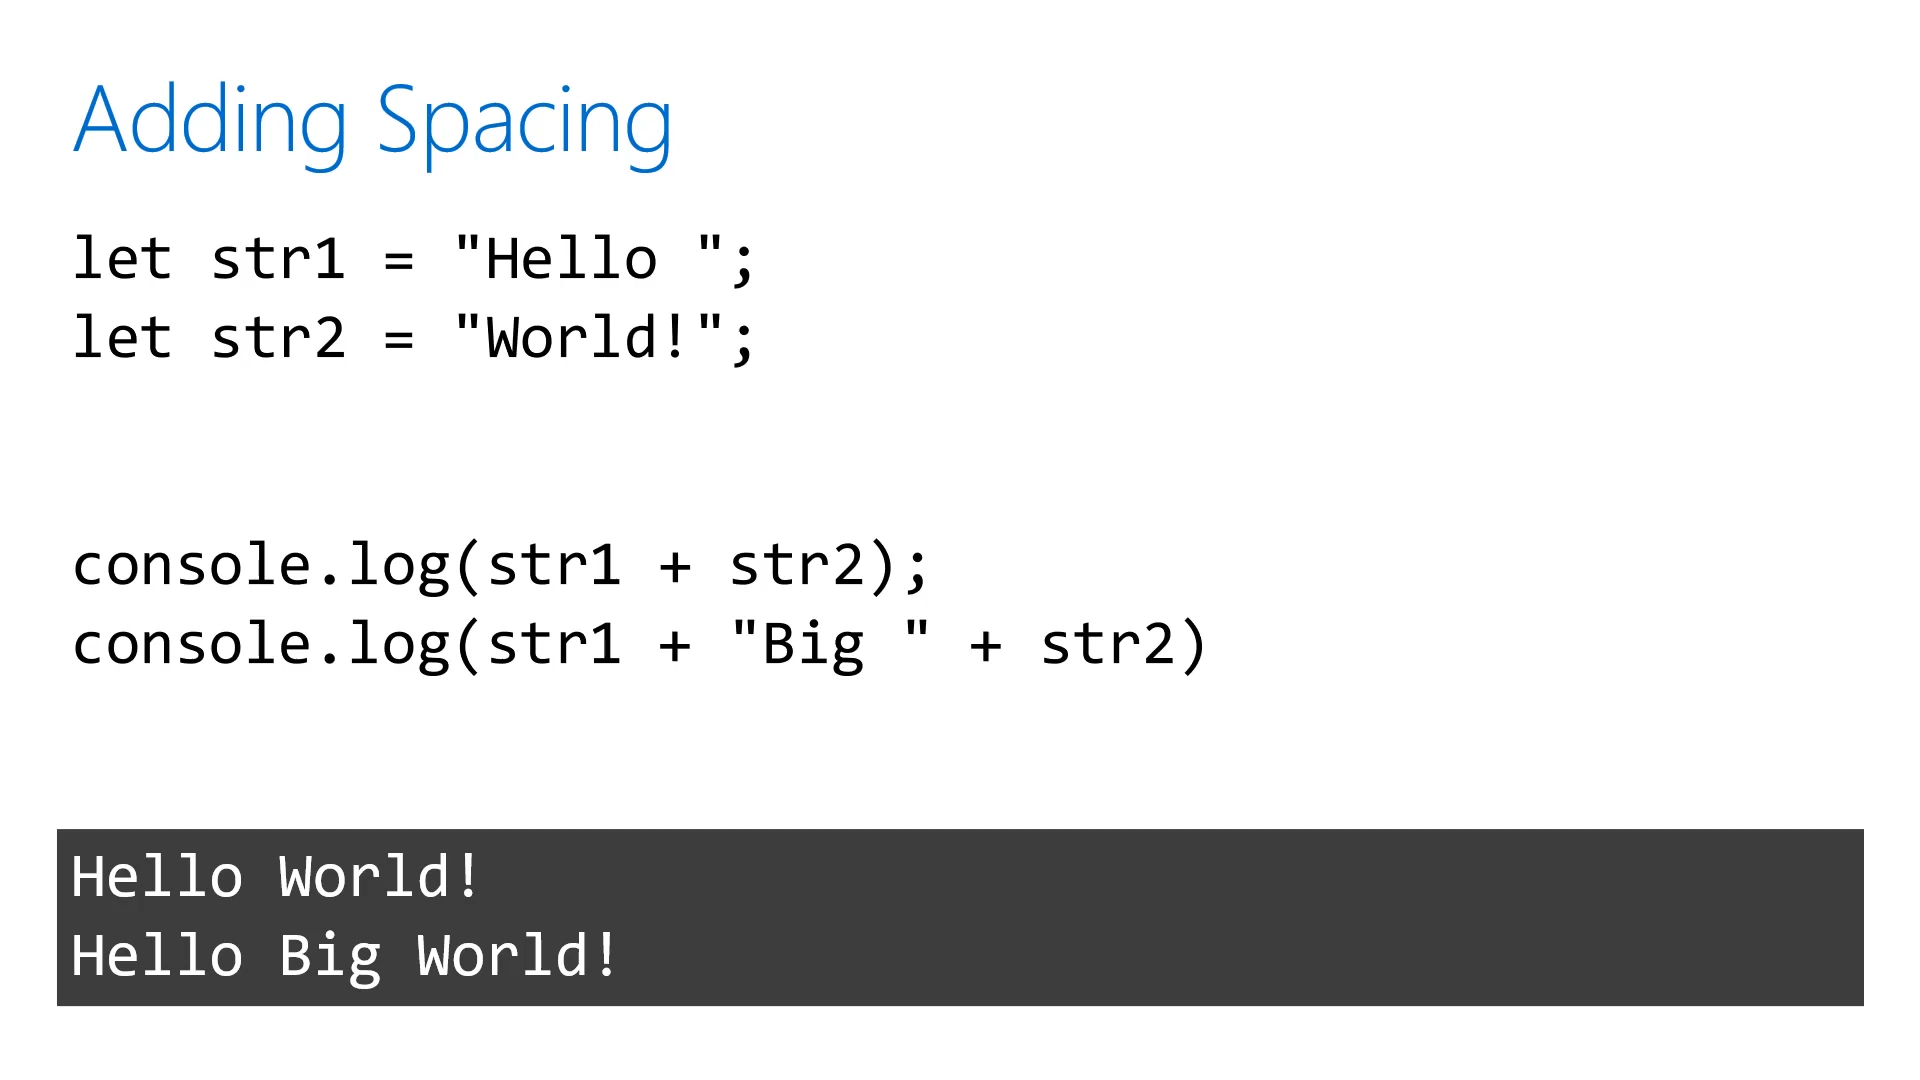 Adding Spacing
let str1 = "Hello ";
let str2 = "World!";
console.log(str1 + str2);
console.log(str1 + "Big " + str2)
Hello World!
Hello Big World!